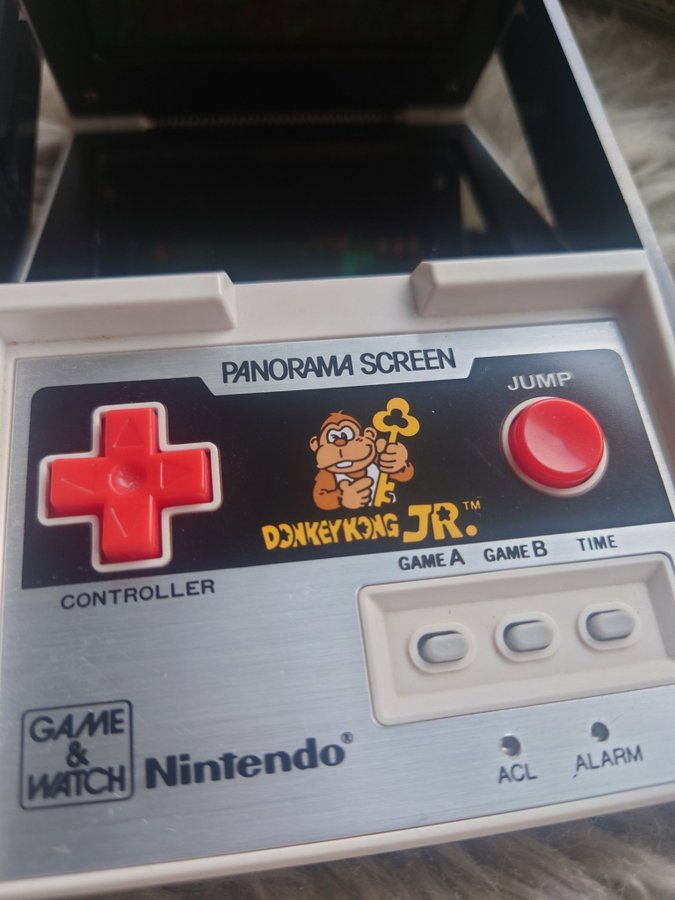 PANORAMA SCREEN
JUMP
DONKEY KONG JR.™
GAME A GAME B TIME
CONTROLLER
GAME
&
WATCH
Nintendo®
ACL ALARM